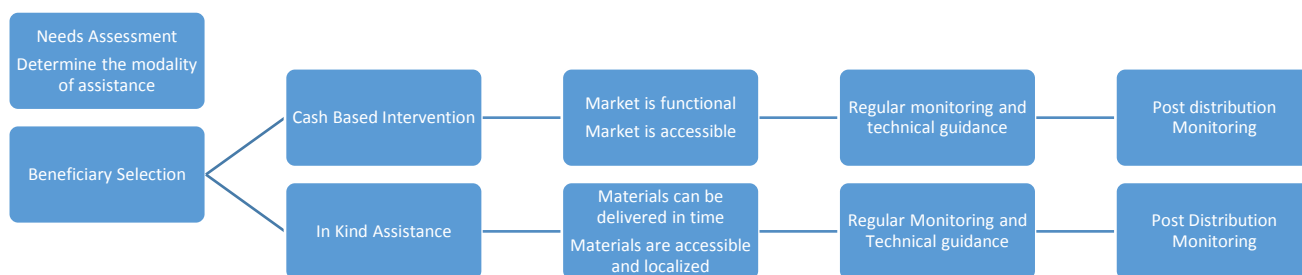 Needs Assessment
Determine the modality
of assistance
Beneficiary Selection
Cash Based Intervention
Market is functional
Market is accessible
Regular monitoring and
technical guidance
Post distribution
Monitoring
In Kind Assistance
Materials can be
delivered in time
Materials are accessible
and localized
Regular Monitoring and
Technical guidance
Post Distribution
Monitoring